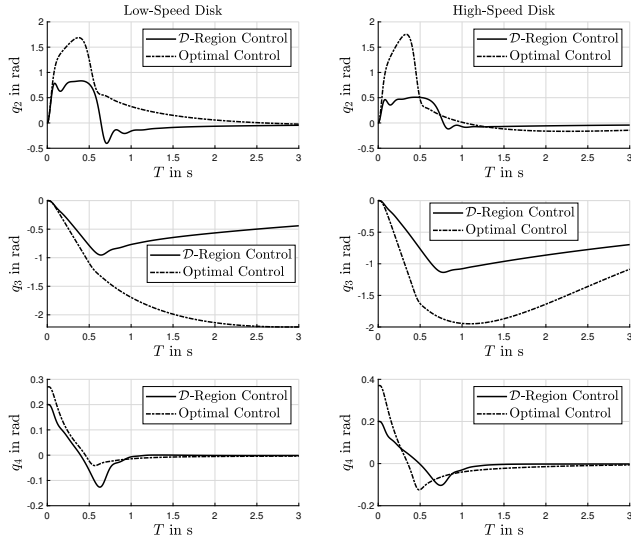 Low-Speed Disk
High-Speed Disk
2
1.5
1
0.5
0
-0.5
q2 in rad
𝒟-Region Control
Optimal Control
0 0.5 1 1.5 2 2.5 3
T in s
2
1.5
1
0.5
0
-0.5
q2 in rad
𝒟-Region Control
Optimal Control
0 0.5 1 1.5 2 2.5 3
T in s
0
-0.5
-1
-1.5
-2
q3 in rad
𝒟-Region Control
Optimal Control
0 0.5 1 1.5 2 2.5 3
T in s
0
-0.5
-1
-1.5
-2
q3 in rad
𝒟-Region Control
Optimal Control
0 0.5 1 1.5 2 2.5 3
T in s
0.3
0.2
0.1
0
-0.1
-0.2
q4 in rad
𝒟-Region Control
Optimal Control
0 0.5 1 1.5 2 2.5 3
T in s
0.4
0.2
0
-0.2
q4 in rad
𝒟-Region Control
Optimal Control
0 0.5 1 1.5 2 2.5 3
T in s